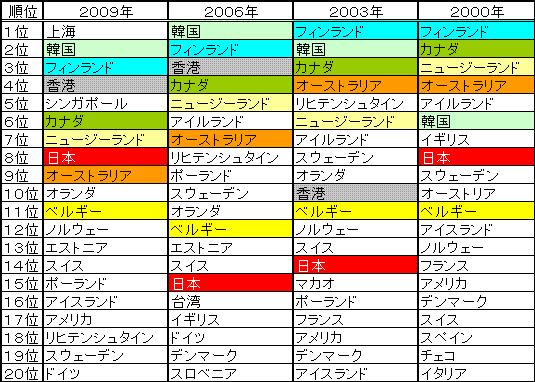 順位 2009年 2006年 2003年 2000年
1位 上海 韓国 フィンランド フィンランド
2位 韓国 フィンランド 韓国 カナダ
3位 フィンランド 香港 カナダ ニュージーランド
4位 香港 カナダ オーストラリア オーストラリア
5位 シンガポール ニュージーランド リヒテンシュタイン アイルランド
6位 カナダ アイルランド ニュージーランド 韓国
7位 ニュージーランド オーストラリア アイルランド イギリス
8位 日本 リヒテンシュタイン スウェーデン 日本
9位 オーストラリア ポーランド オランダ スウェーデン
10位 オランダ スウェーデン 香港 オーストリア
11位 ベルギー オランダ ベルギー ベルギー
12位 ノルウェー ベルギー ノルウェー アイスランド
13位 エストニア エストニア スイス ノルウェー
14位 スイス スイス 日本 フランス
15位 ポーランド 日本 マカオ アメリカ
16位 アイスランド 台湾 ポーランド デンマーク
17位 アメリカ イギリス フランス スイス
18位 リヒテンシュタイン ドイツ アメリカ スペイン
19位 スウェーデン デンマーク デンマーク チェコ
20位 ドイツ スロベニア アイスランド イタリア